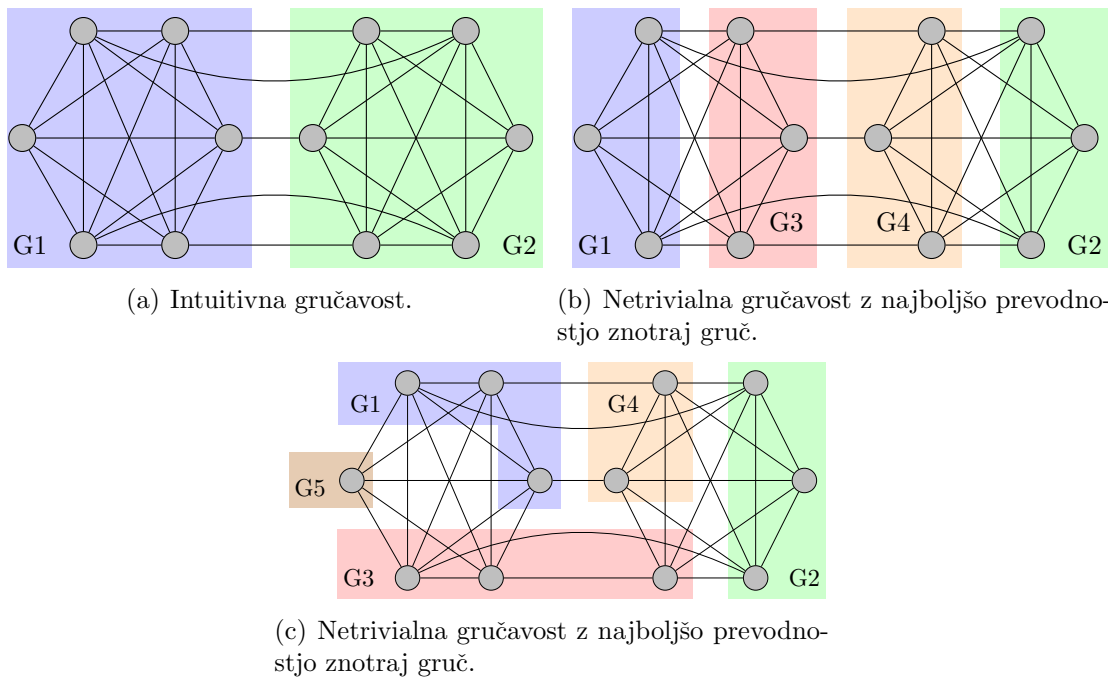 G1
G2
(a) Intuitivna gručavost.
G1
G3
G4
G2
(b) Netrivialna gručavost z najboljšo prevodno-
stjo znotraj gruč.
G1
G4
G5
G3
G2
(c) Netrivialna gručavost z najboljšo prevodno-
stjo znotraj gruč.